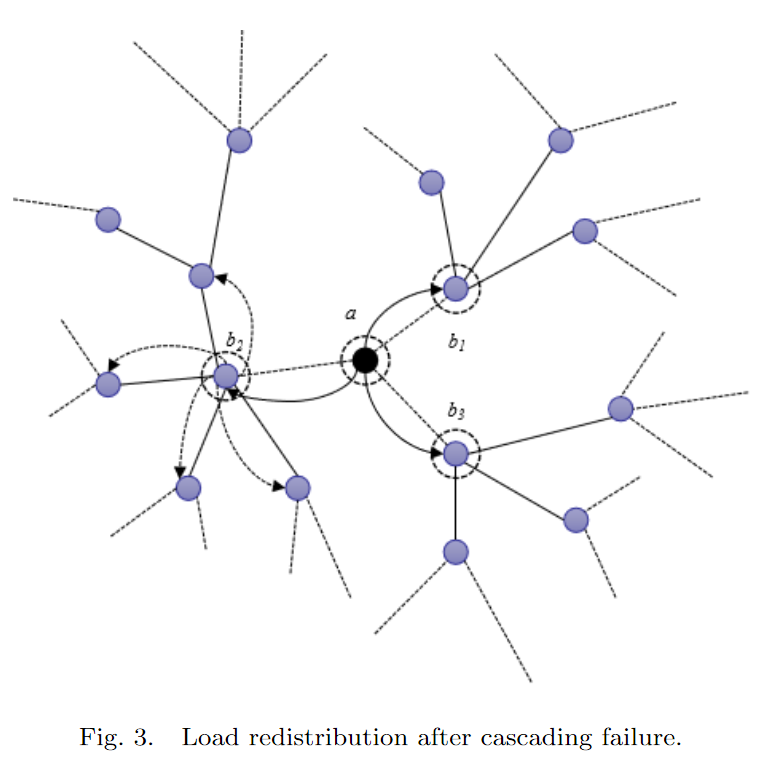 a
b2
b1
b3
Fig. 3. Load redistribution after cascading failure.